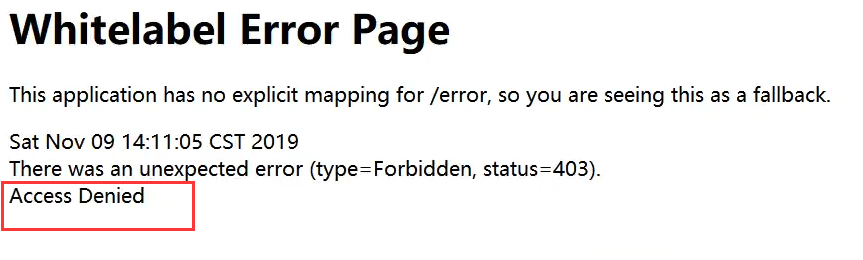 Whitelabel Error Page
This application has no explicit mapping for /error, so you are seeing this as a fallback.
Sat Nov 09 14:11:05 CST 2019
There was an unexpected error (type=Forbidden, status=403).
Access Denied